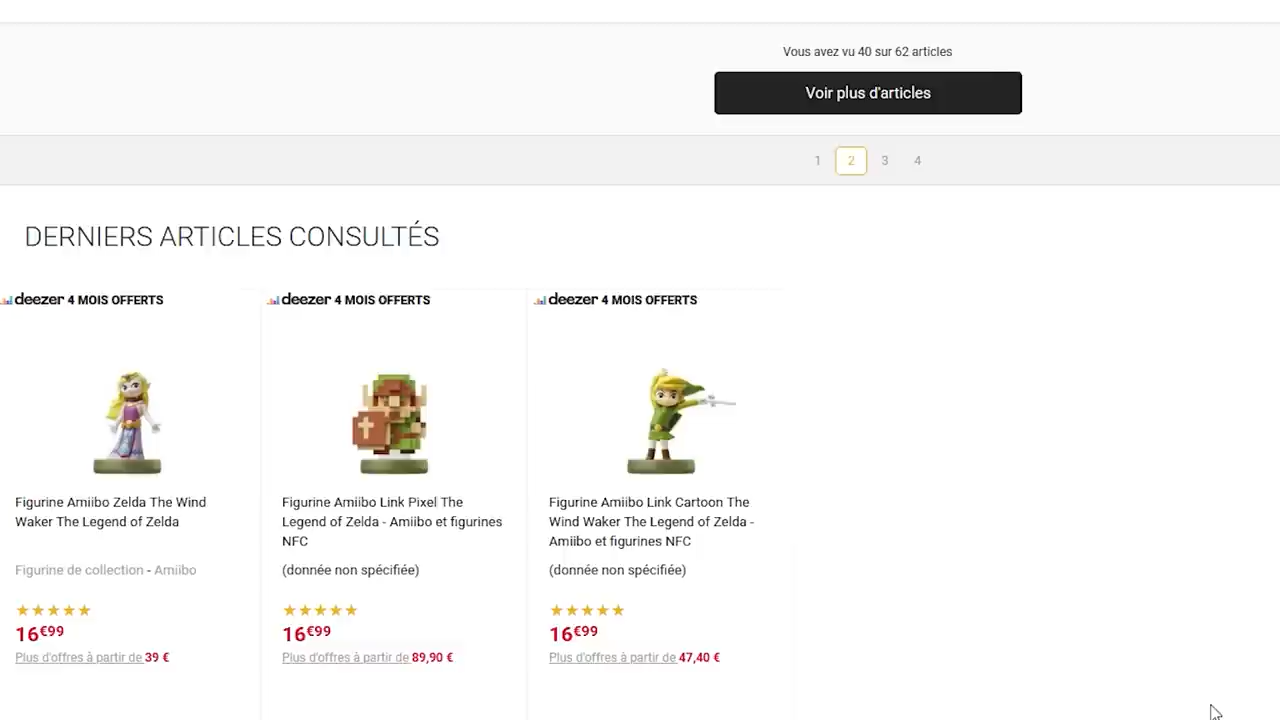 Vous avez vu 40 sur 62 articles
Voir plus d'articles
1 2 3 4
DERNIERS ARTICLES CONSULTÉS
deezer 4 MOIS OFFERTS
Figurine Amiibo Zelda The Wind
Waker The Legend of Zelda
Figurine de collection - Amiibo
16€99
Plus d'offres à partir de 39 €
deezer 4 MOIS OFFERTS
Figurine Amiibo Link Pixel The
Legend of Zelda - Amiibo et figurines
NFC
(donnée non spécifiée)
16€99
Plus d'offres à partir de 89,90 €
deezer 4 MOIS OFFERTS
Figurine Amiibo Link Cartoon The
Wind Waker The Legend of Zelda -
Amiibo et figurines NFC
(donnée non spécifiée)
16€99
Plus d'offres à partir de 47,40 €